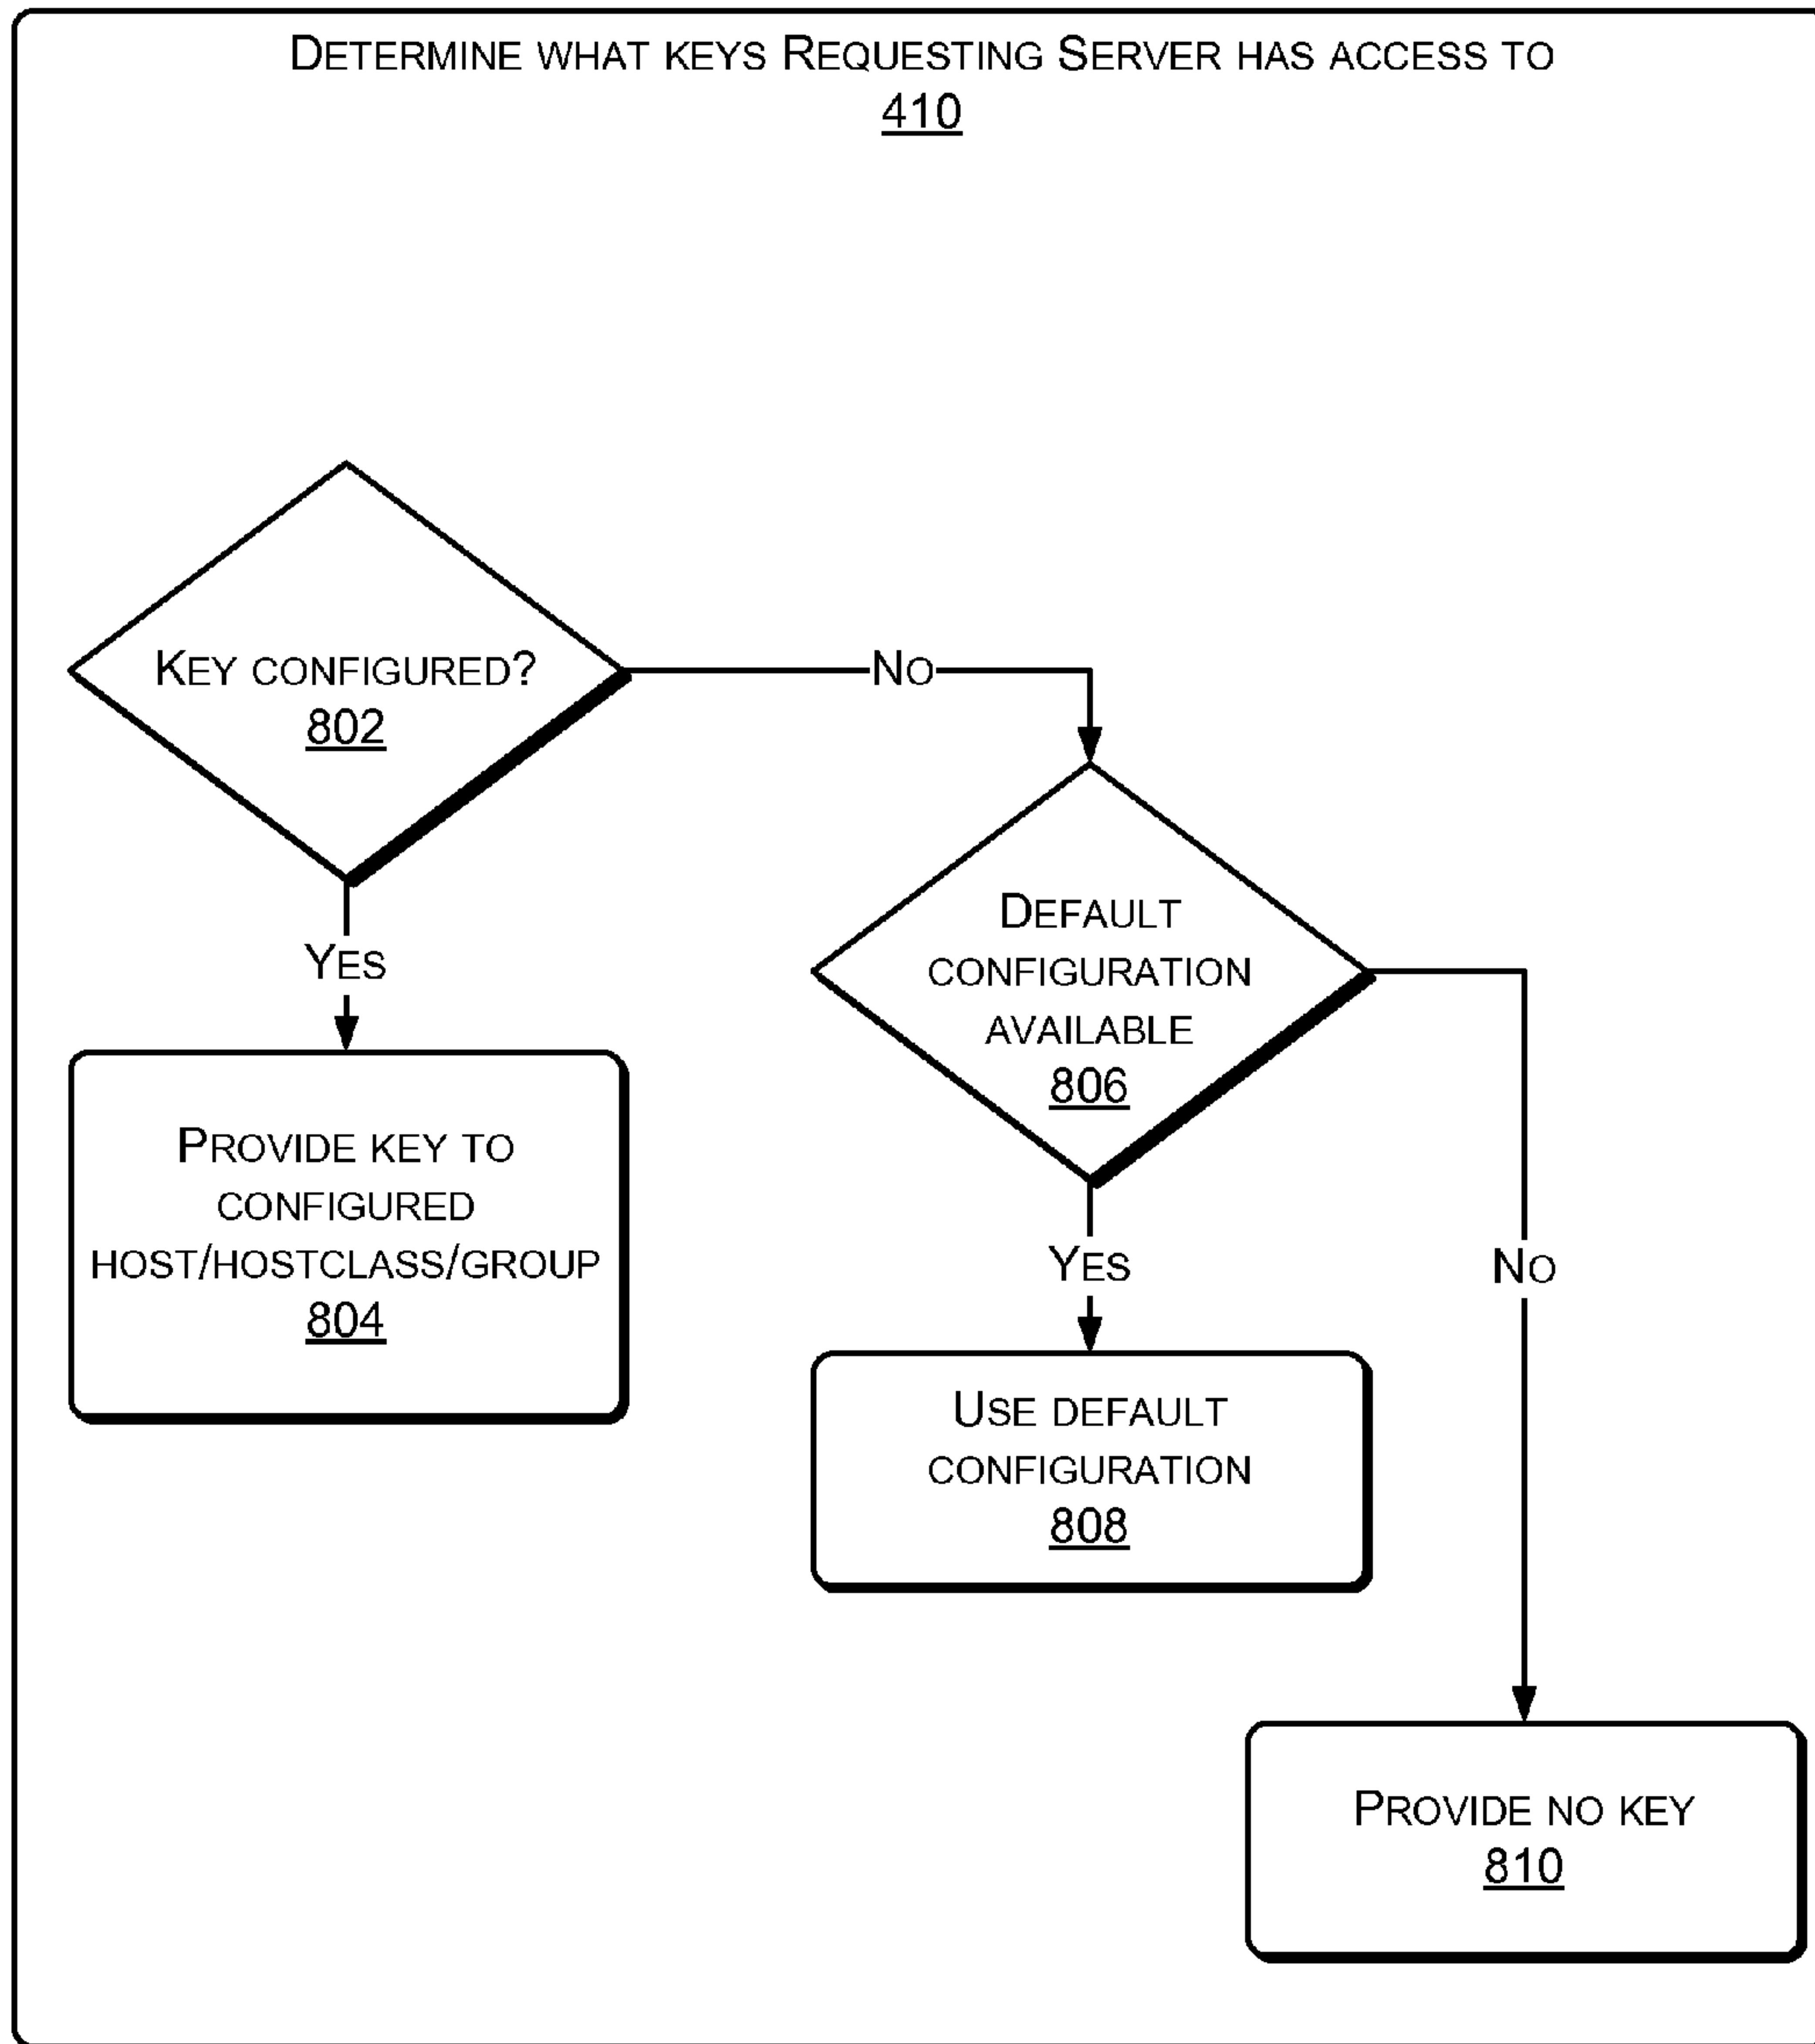 DETERMINE WHAT KEYS REQUESTING SERVER HAS ACCESS TO
410
KEY CONFIGURED?
802
NO
YES
DEFAULT
CONFIGURATION
AVAILABLE
806
PROVIDE KEY TO
CONFIGURED
HOST/HOSTCLASS/GROUP
804
YES
NO
USE DEFAULT
CONFIGURATION
808
PROVIDE NO KEY
810